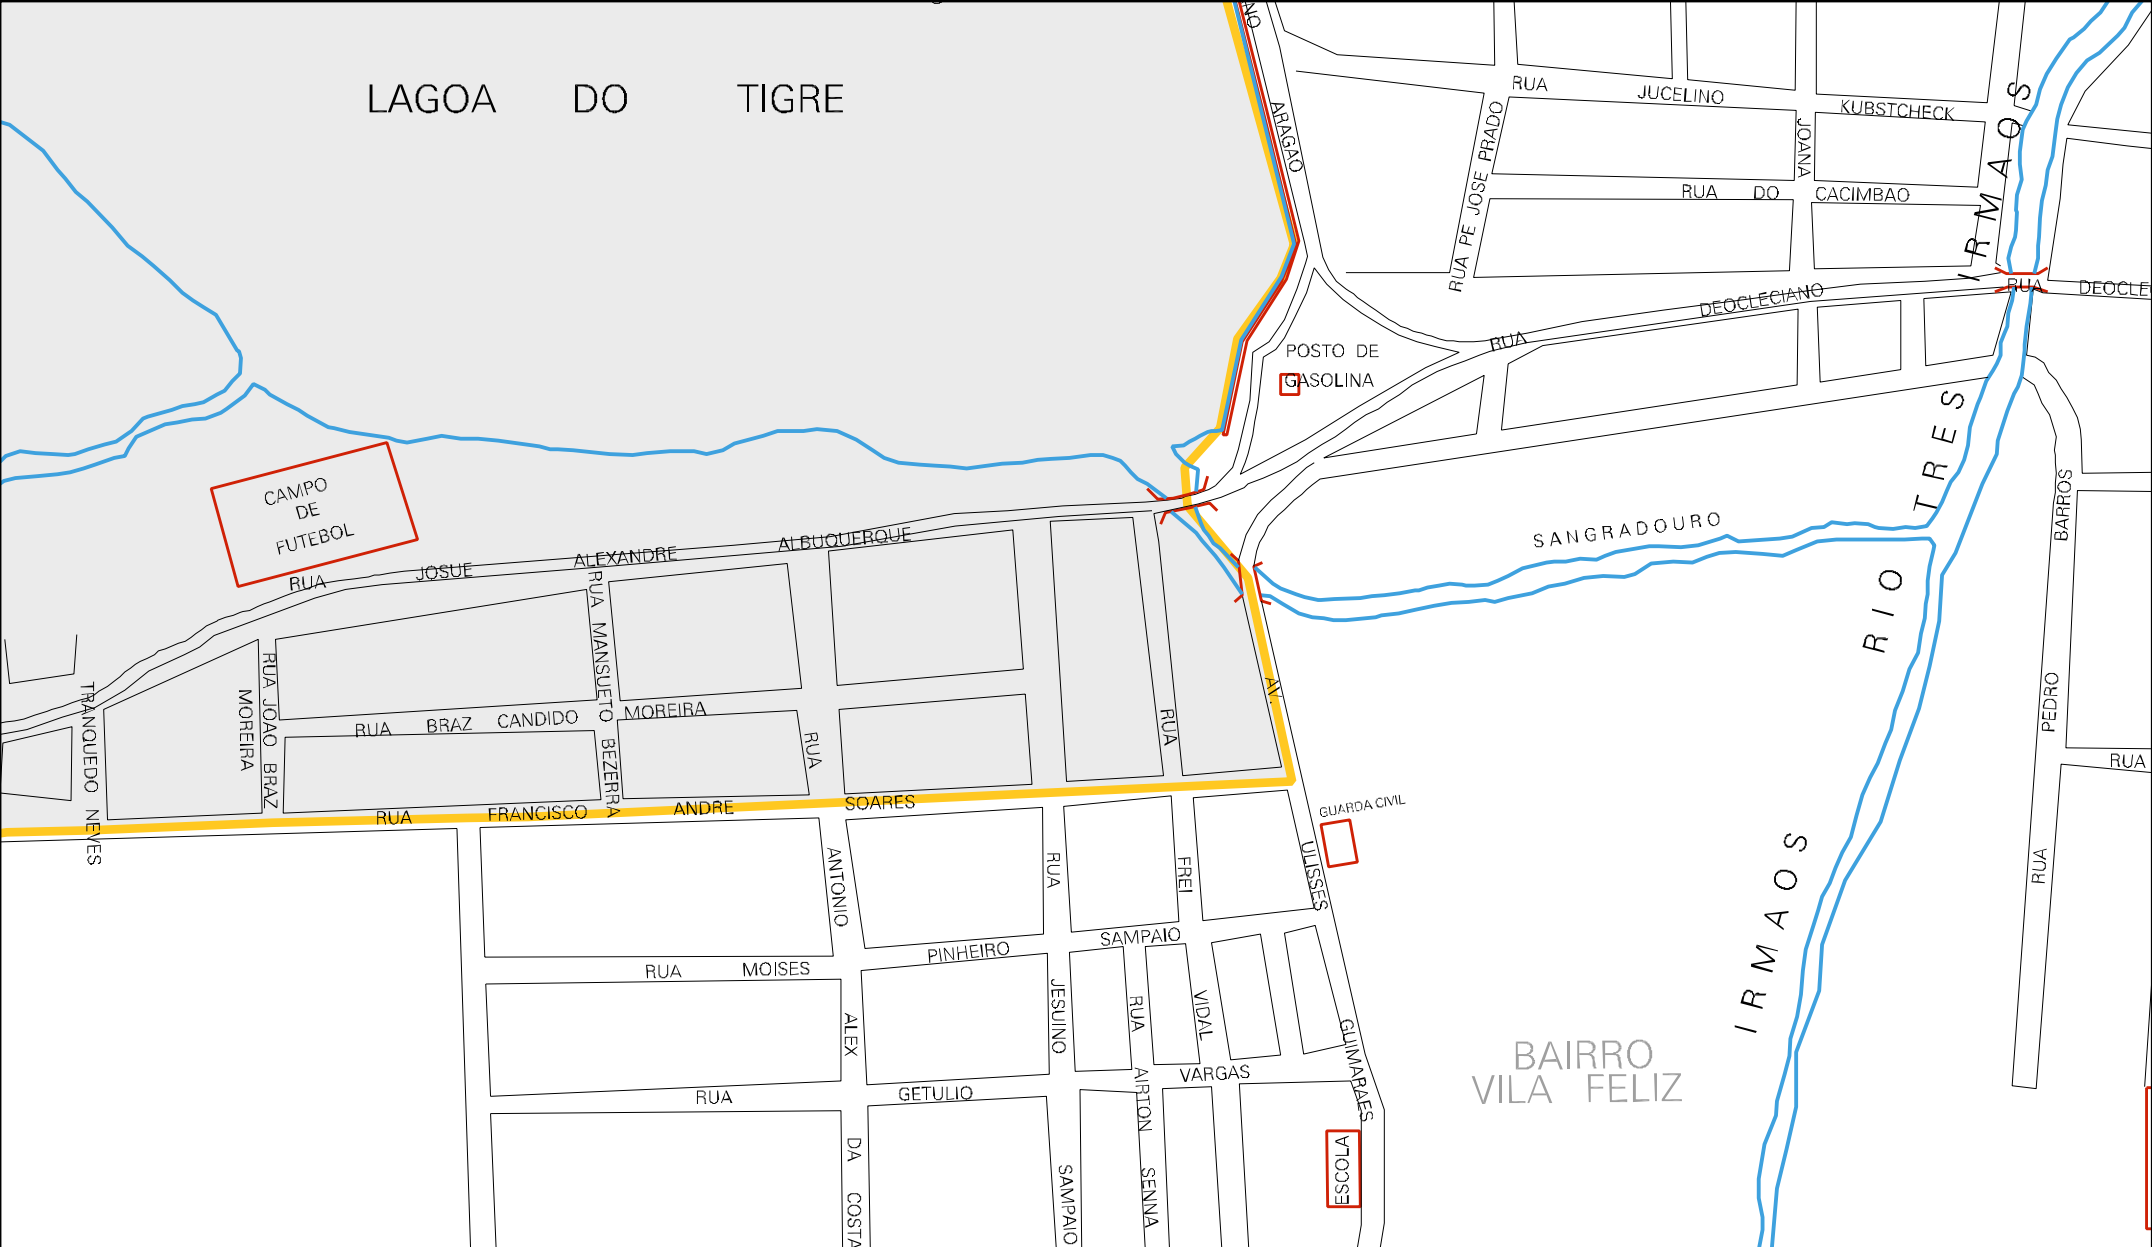 LAGOA DO TIGRE
ARAGAO
RUA JUCELINO KUBSTCHECK
RUA PE JOSE PRADO
JOANA
RUA DO CACIMBAO
RUA DEOCLECIANO
RUA DEOCLE
POSTO DE
GASOLINA
RIO TRES IRMAOS
SANGRADOURO
CAMPO
DE
FUTEBOL
RUA JOSUE ALEXANDRE ALBUQUERQUE
RUA MANSUETO BEZERRA
RUA JOAO BRAZ
MOREIRA
TRANQUEDO NEVES
RUA BRAZ CANDIDO MOREIRA
RUA FRANCISCO ANDRE SOARES
RUA ANTONIO ALEX DA COSTA
RUA FREI VIDAL
AV. ULISSES GUIMARAES
GUARDA CIVIL
RUA JESUINO SAMPAIO
RUA MOISES PINHEIRO SAMPAIO
RUA AIRTON SENNA
RUA GETULIO VARGAS
ESCOLA
BAIRRO
VILA FELIZ
IRMAOS
RUA PEDRO BARROS
RUA